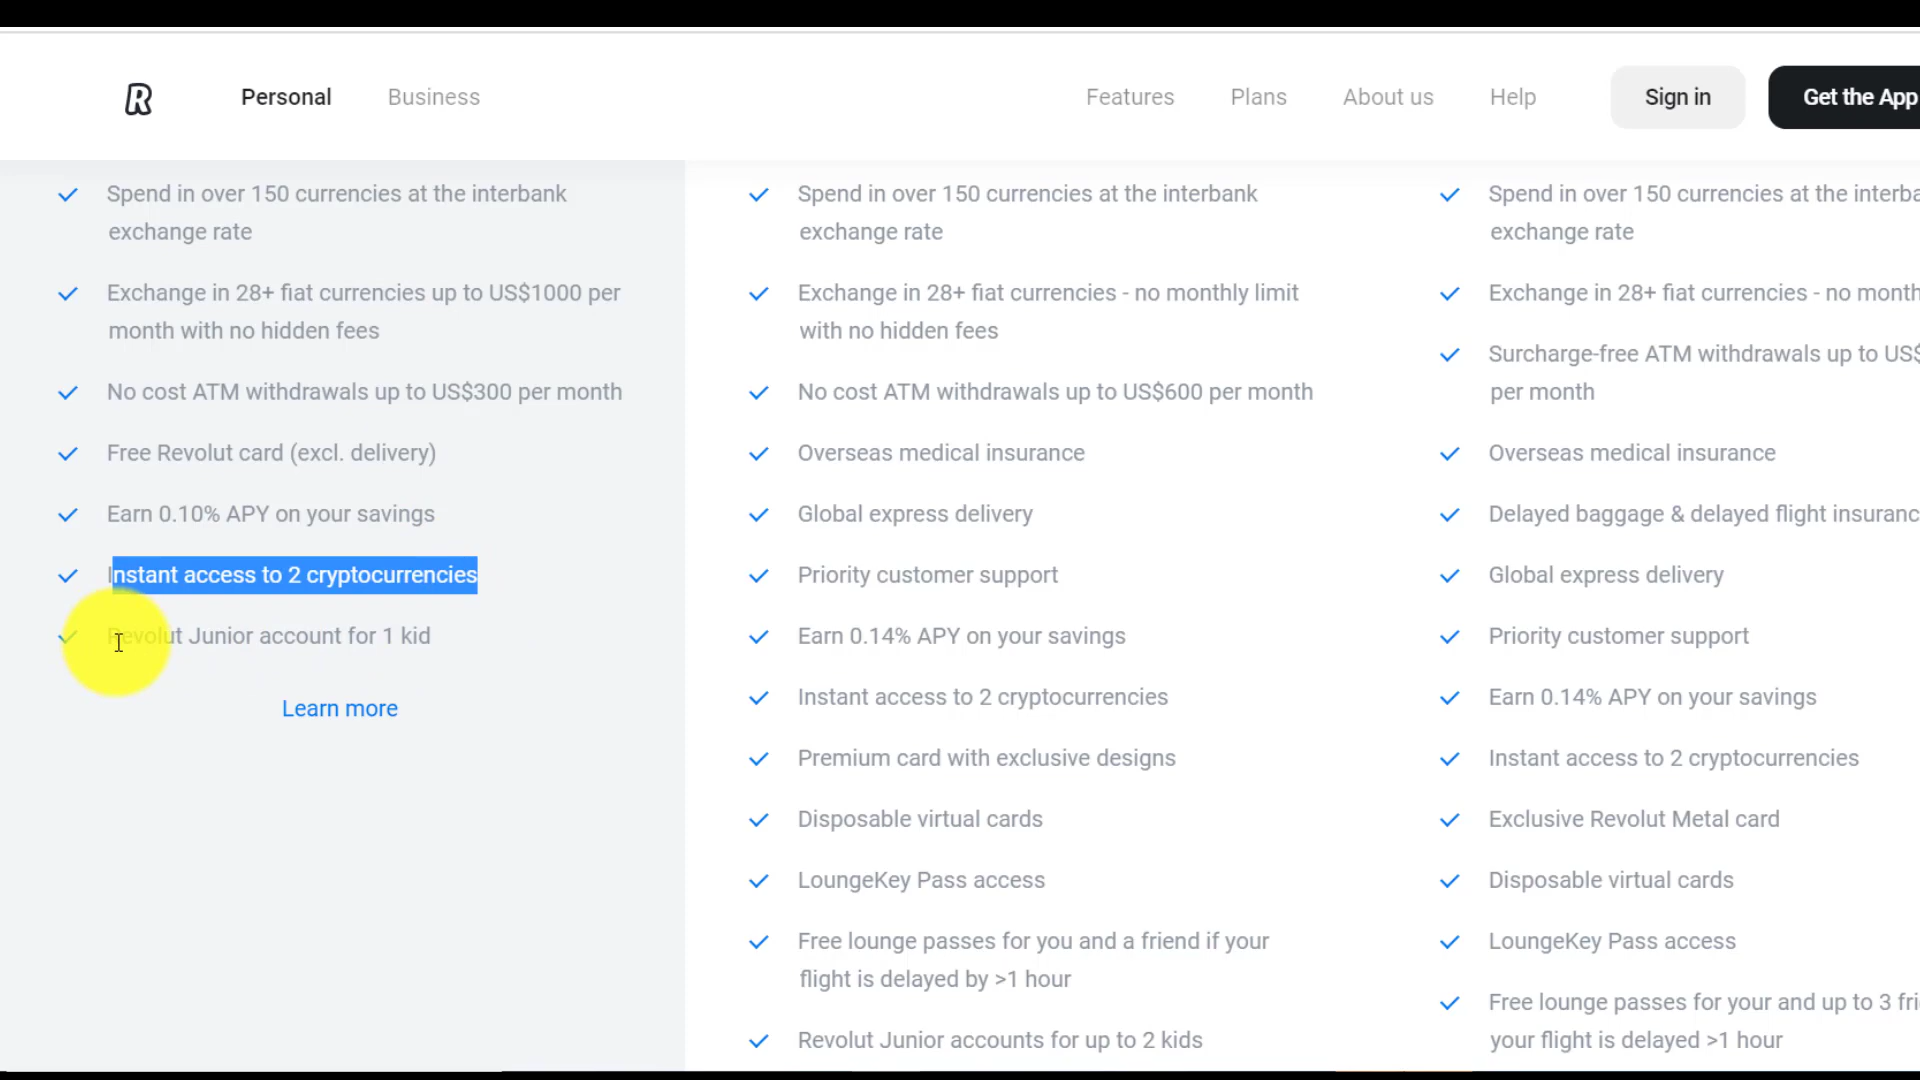 R
Personal
Business
Features
Plans
About us
Help
Sign in
Get the App
Spend in over 150 currencies at the interbank
exchange rate
Exchange in 28+ fiat currencies up to US$1000 per
month with no hidden fees
No cost ATM withdrawals up to US$300 per month
Free Revolut card (excl. delivery)
Earn 0.10% APY on your savings
Instant access to 2 cryptocurrencies
Revolut Junior account for 1 kid
Learn more
Spend in over 150 currencies at the interbank
exchange rate
Exchange in 28+ fiat currencies - no monthly limit
with no hidden fees
No cost ATM withdrawals up to US$600 per month
Overseas medical insurance
Global express delivery
Priority customer support
Earn 0.14% APY on your savings
Instant access to 2 cryptocurrencies
Premium card with exclusive designs
Disposable virtual cards
LoungeKey Pass access
Free lounge passes for you and a friend if your
flight is delayed by >1 hour
Revolut Junior accounts for up to 2 kids
Spend in over 150 currencies at the interba
exchange rate
Exchange in 28+ fiat currencies - no month
Surcharge-free ATM withdrawals up to US$
per month
Overseas medical insurance
Delayed baggage & delayed flight insuranc
Global express delivery
Priority customer support
Earn 0.14% APY on your savings
Instant access to 2 cryptocurrencies
Exclusive Revolut Metal card
Disposable virtual cards
LoungeKey Pass access
Free lounge passes for your and up to 3 fri
your flight is delayed >1 hour